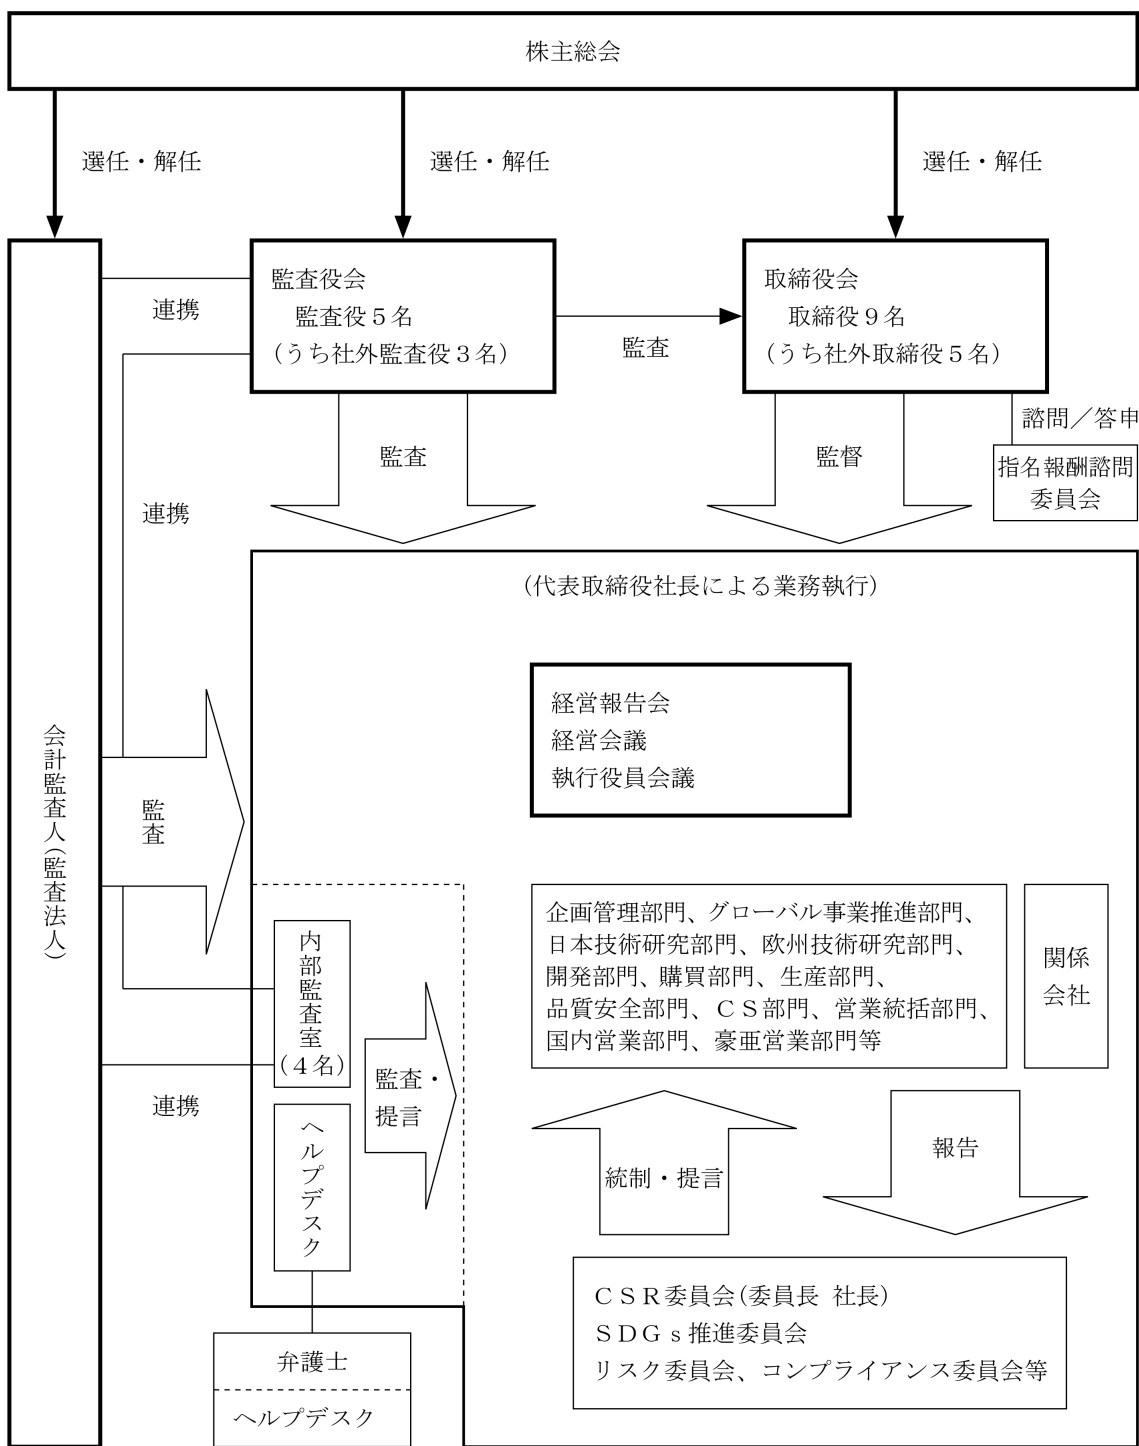 株主総会
選任・解任
選任・解任
選任・解任
監査役会
監査役５名
(うち社外監査役３名)
取締役会
取締役９名
(うち社外取締役５名)
連携
監査
諮問／答申
指名報酬諮問
委員会
監査
監督
連携
(代表取締役社長による業務執行)
経営報告会
経営会議
執行役員会議
会計監査人(監査法人)
監査
企画管理部門、グローバル事業推進部門、
日本技術研究部門、欧州技術研究部門、
開発部門、購買部門、生産部門、
品質安全部門、ＣＳ部門、営業統括部門、
国内営業部門、豪亜営業部門等
関係
会社
内部監査室
(４名)
監査・
提言
連携
ヘルプデスク
統制・提言
報告
ＣＳＲ委員会(委員長 社長)
ＳＤＧｓ推進委員会
リスク委員会、コンプライアンス委員会等
弁護士
ヘルプデスク